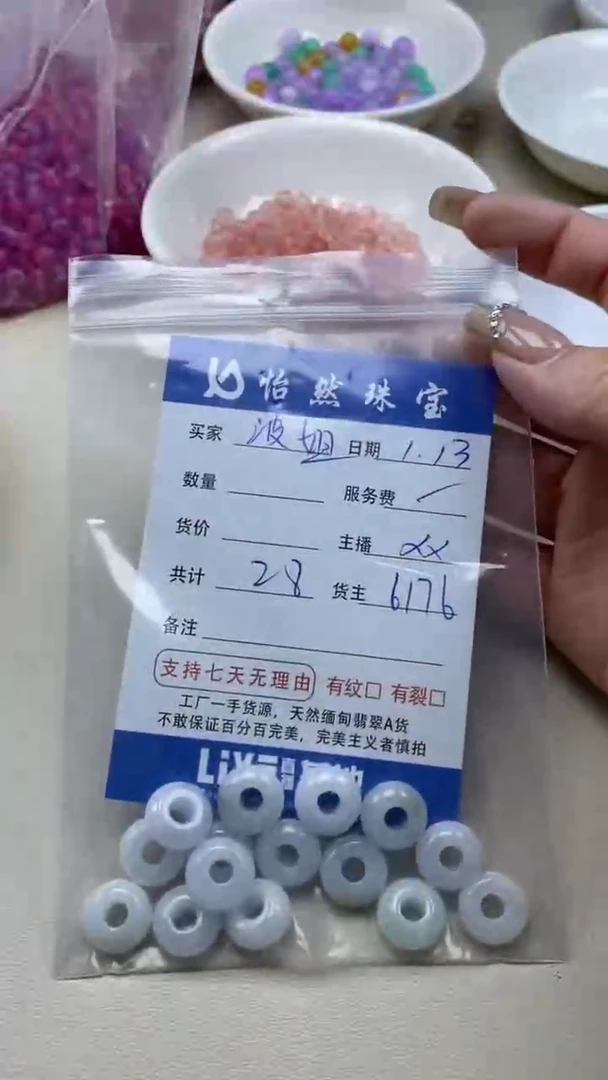 怡然珠宝
买家 波姐 日期 1.13
数量 服务费
货价 主播 xx
共计 28 货主 6176
备注
支持七天无理由 有纹□ 有裂□
工厂一手货源，天然缅甸翡翠A货
不敢保证百分百完美，完美主义者慎拍